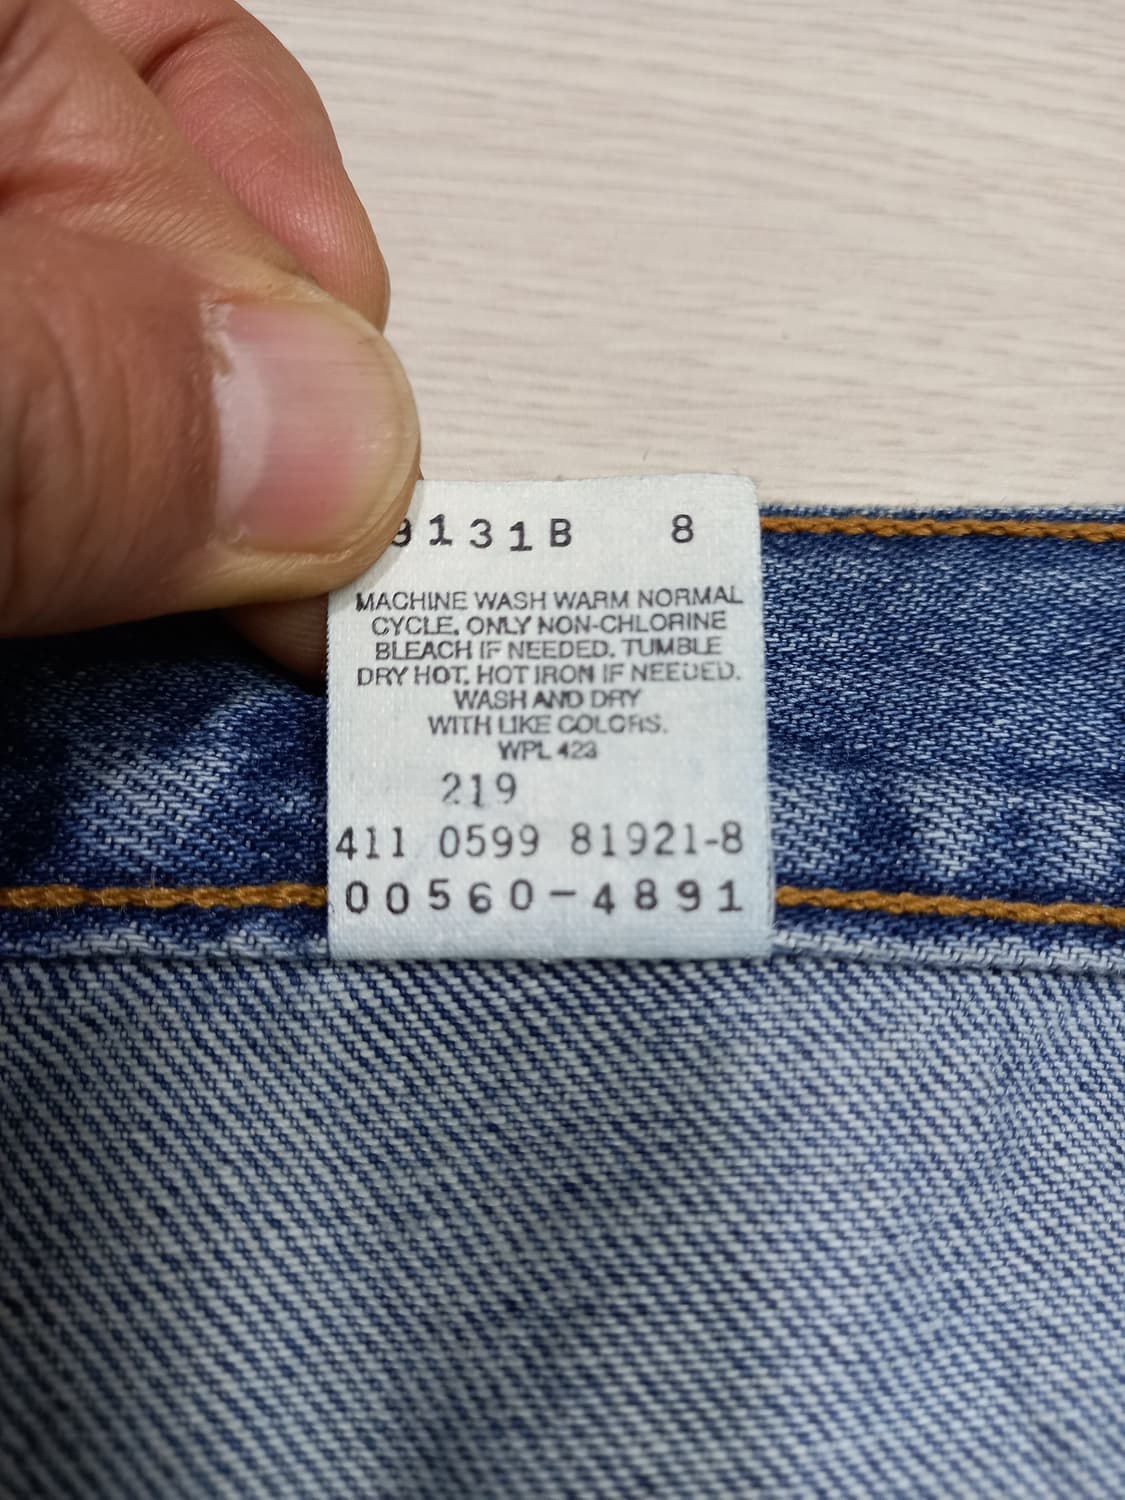 9131B 8
MACHINE WASH WARM NORMAL
CYCLE. ONLY NON-CHLORINE
BLEACH IF NEEDED. TUMBLE
DRY HOT. HOT IRON IF NEEDED.
WASH AND DRY
WITH LIKE COLORS.
WPL 423
219
411 0599 81921-8
00560-4891